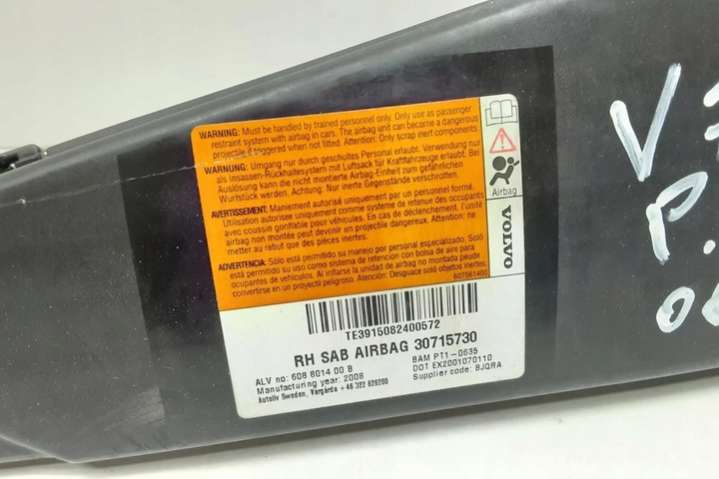 WARNING: Must be handled by trained personnel only. Only use as passenger
restraint system with airbag in cars. The airbag unit can become a dangerous
projectile if triggered when not fitted. Attention! Only scrap inert components
WARNUNG: Umgang nur durch geschultes Personal erlaubt. Verwendung nur
als Insassen-Rückhaltesystem mit Luftsack für Kraftfahrzeuge erlaubt. Bei
Auslösung kann die nicht montierte Airbag-Einheit zum gefährlichen
Wurfstück werden. Achtung! Nur inerte Gegenstände verschrotten.
AVERTISSEMENT: Maniement autorisé uniquement par un personnel formé.
Utilisation autorisée uniquement comme système de retenue des occupants
avec coussin gonflable pour véhicules. En cas de déclenchement, l'unité
airbag non montée peut devenir un projectile dangereux. Attention: ne
mettre au rebut que des pièces inertes.
ADVERTENCIA: Sólo está permitido su manejo por personal especializado. Sólo
está permitido su uso como sistema de retención con bolsa de aire para
ocupantes de vehículos. Al inflarse la unidad de airbag no montada puede
convertirse en un proyectil peligroso. Atención: Desguace solo objetos inertes.
607561400
Airbag
VOLVO
TE3915082400572
RH SAB AIRBAG 30715730
ALV no: 608 8014 00 B
BAM PT1-0635
Manufacturing year: 2008
DOT EX2001070110
Autoliv Sweden, Vårgårda +46 322 626200
Supplier code: BJQRA
V
P.